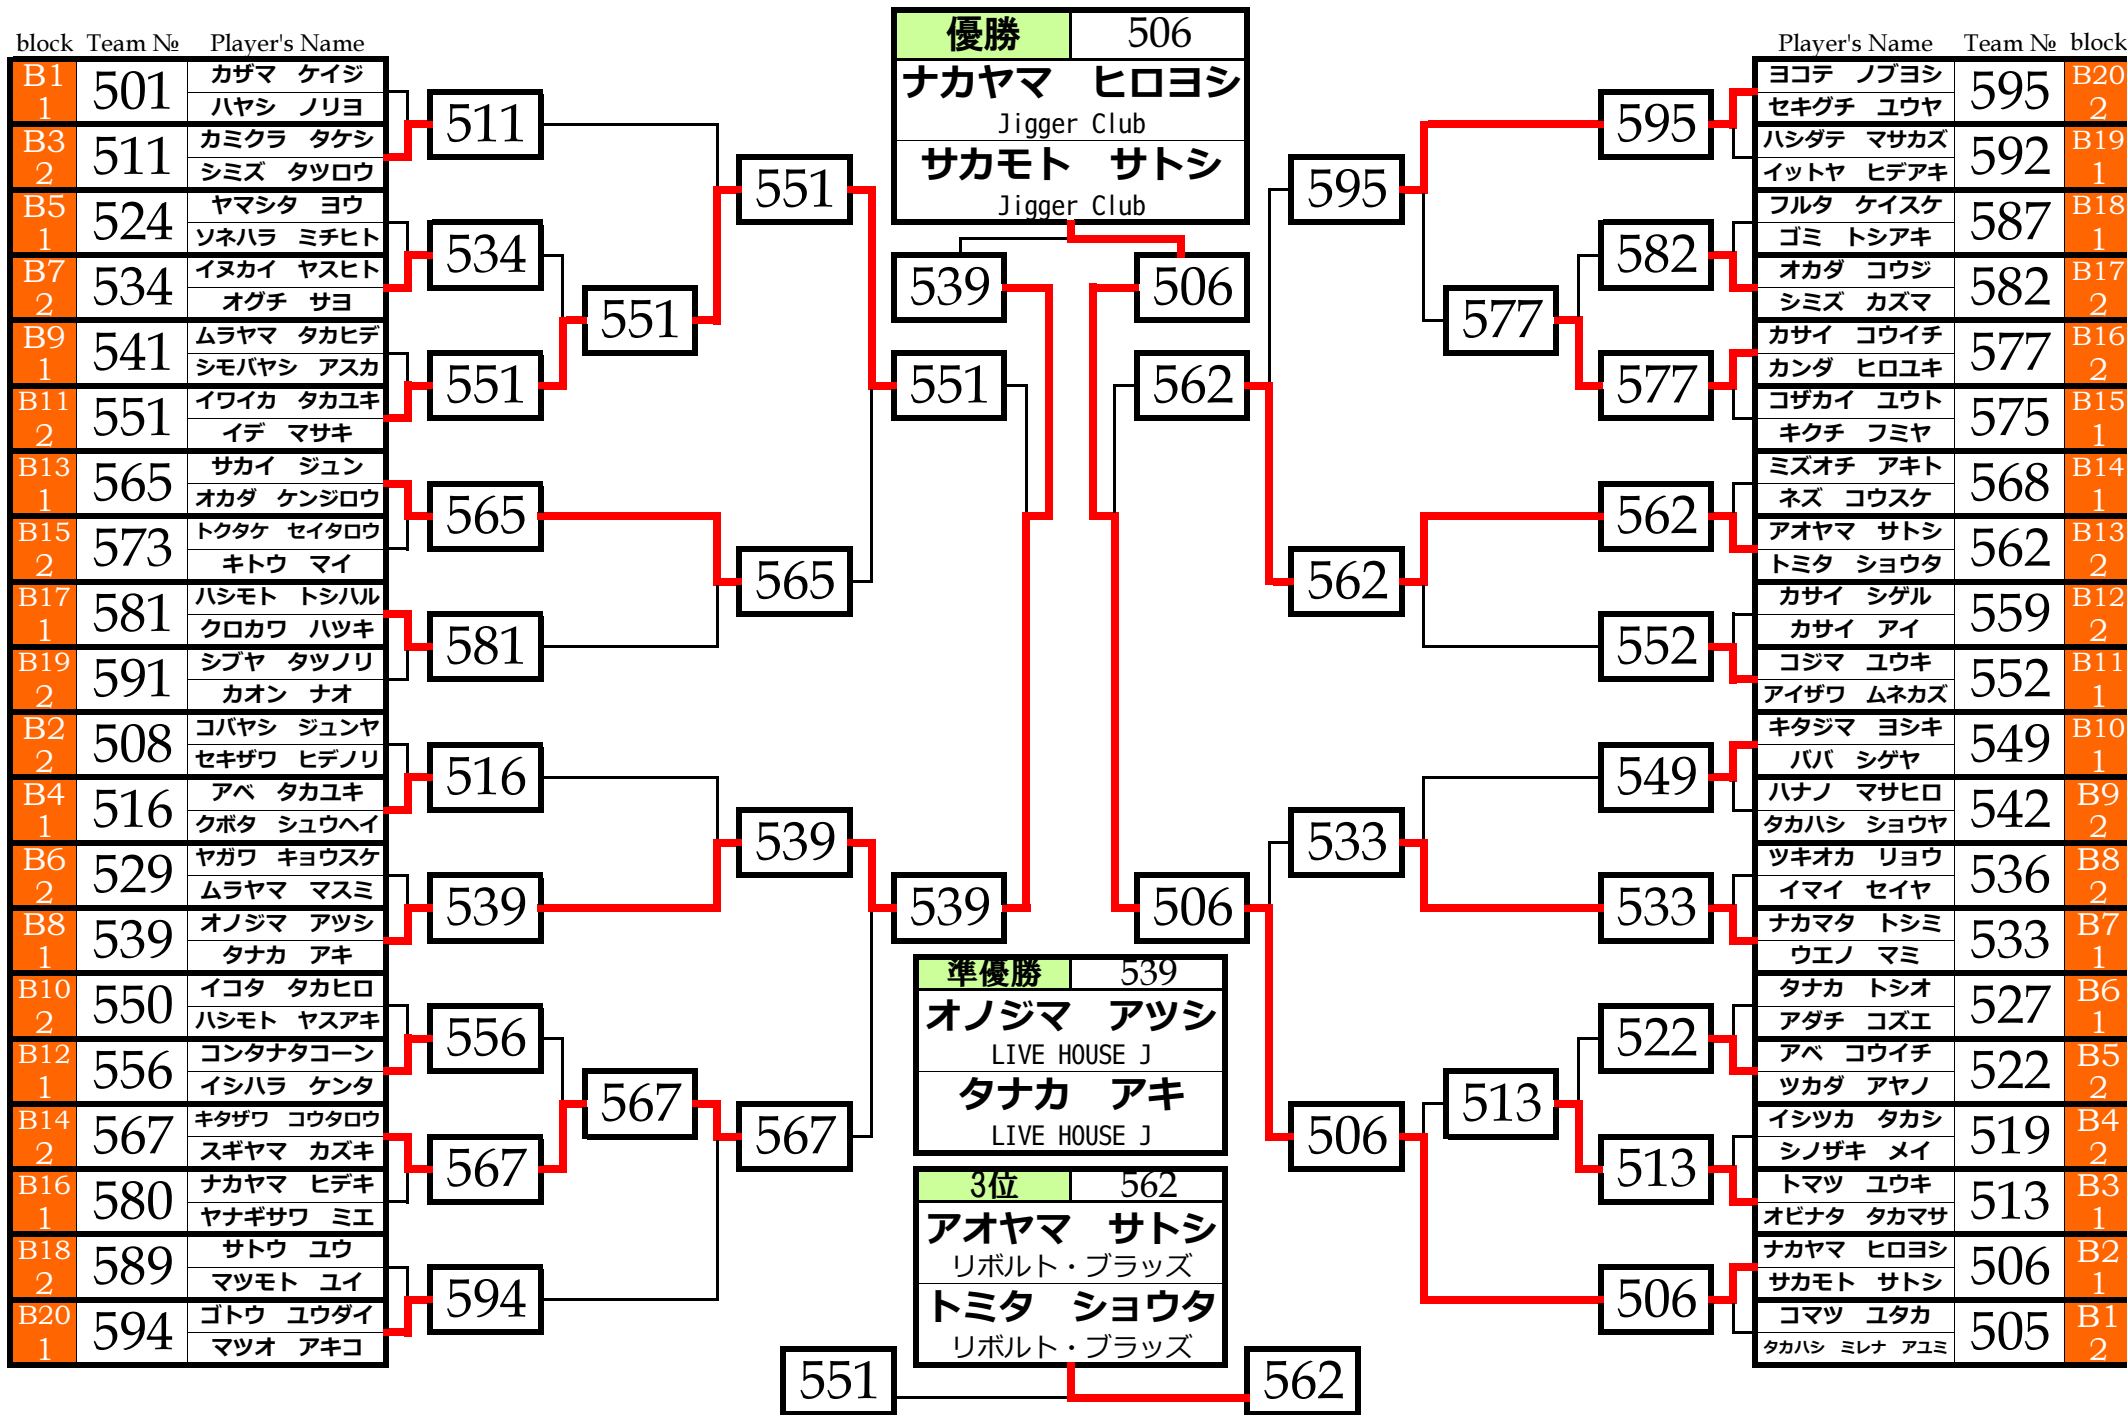 block Team № Player's Name
B1 1 501 カザマ ケイジ
ハヤシ ノリヨ
B3 2 511 カミクラ タケシ
シミズ タツロウ
B5 1 524 ヤマシタ ヨウ
ソネハラ ミチヒト
B7 2 534 イヌカイ ヤスヒト
オグチ サヨ
B9 1 541 ムラヤマ タカヒデ
シモバヤシ アスカ
B11 2 551 イワイカ タカユキ
イデ マサキ
B13 1 565 サカイ ジュン
オカダ ケンジロウ
B15 2 573 トクタケ セイタロウ
キトウ マイ
B17 1 581 ハシモト トシハル
クロカワ ハツキ
B19 2 591 シブヤ タツノリ
カオン ナオ
B2 2 508 コバヤシ ジュンヤ
セキザワ ヒデノリ
B4 1 516 アベ タカユキ
クボタ シュウヘイ
B6 2 529 ヤガワ キョウスケ
ムラヤマ マスミ
B8 1 539 オノジマ アツシ
タナカ アキ
B10 2 550 イコタ タカヒロ
ハシモト ヤスアキ
B12 1 556 コンタナタコーン
イシハラ ケンタ
B14 2 567 キタザワ コウタロウ
スギヤマ カズキ
B16 1 580 ナカヤマ ヒデキ
ヤナギサワ ミエ
B18 2 589 サトウ ユウ
マツモト ユイ
B20 1 594 ゴトウ ユウダイ
マツオ アキコ
511
534
551
565
581
516
539
556
567
594
551
567
551
565
539
567
551
539
539
優勝 506
ナカヤマ ヒロヨシ
Jigger Club
サカモト サトシ
Jigger Club
506
562
506
準優勝 539
オノジマ アツシ
LIVE HOUSE J
タナカ アキ
LIVE HOUSE J
3位 562
アオヤマ サトシ
リボルト・ブラッズ
トミタ ショウタ
リボルト・ブラッズ
551
562
595
562
533
506
577
513
595
582
577
562
552
549
533
522
513
506
Player's Name Team № block
ヨコテ ノブヨシ 595 B20 2
セキグチ ユウヤ
ハシダテ マサカズ 592 B19 1
イットヤ ヒデアキ
フルタ ケイスケ 587 B18 1
ゴミ トシアキ
オカダ コウジ 582 B17 2
シミズ カズマ
カサイ コウイチ 577 B16 2
カンダ ヒロユキ
コザカイ ユウト 575 B15 1
キクチ フミヤ
ミズオチ アキト 568 B14 1
ネズ コウスケ
アオヤマ サトシ 562 B13 2
トミタ ショウタ
カサイ シゲル 559 B12 2
カサイ アイ
コジマ ユウキ 552 B11 1
アイザワ ムネカズ
キタジマ ヨシキ 549 B10 1
ババ シゲヤ
ハナノ マサヒロ 542 B9 2
タカハシ ショウヤ
ツキオカ リョウ 536 B8 2
イマイ セイヤ
ナカマタ トシミ 533 B7 1
ウエノ マミ
タナカ トシオ 527 B6 1
アダチ コズエ
アベ コウイチ 522 B5 2
ツカダ アヤノ
イシツカ タカシ 519 B4 2
シノザキ メイ
トマツ ユウキ 513 B3 1
オビナタ タカマサ
ナカヤマ ヒロヨシ 506 B2 1
サカモト サトシ
コマツ ユタカ 505 B1 2
タカハシ ミレナ アユミ